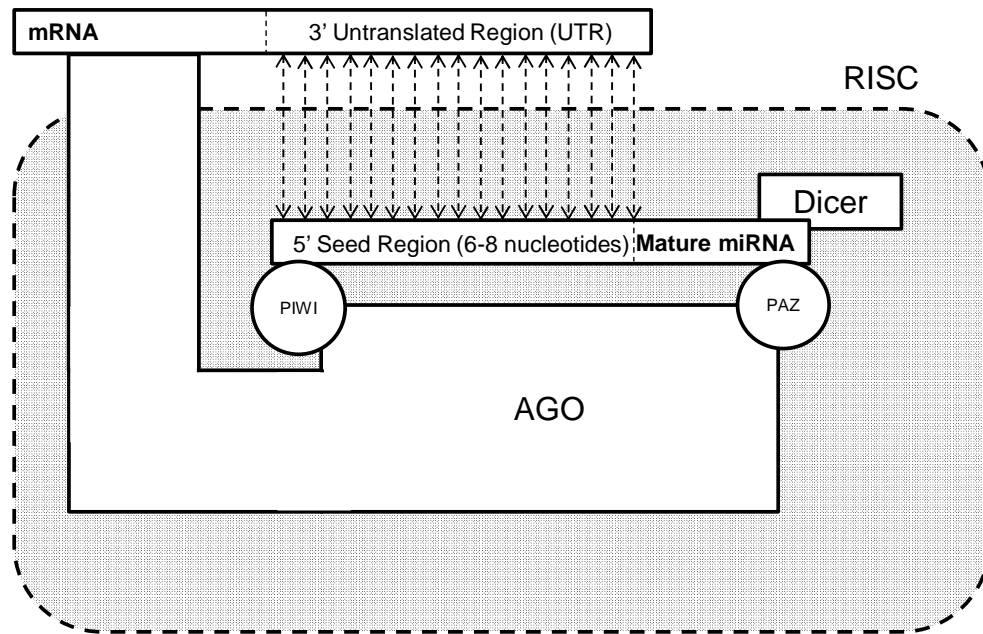 mRNA 3’ Untranslated Region (UTR)
RISC
Dicer
5’ Seed Region (6-8 nucleotides) Mature miRNA
PIWI
PAZ
AGO